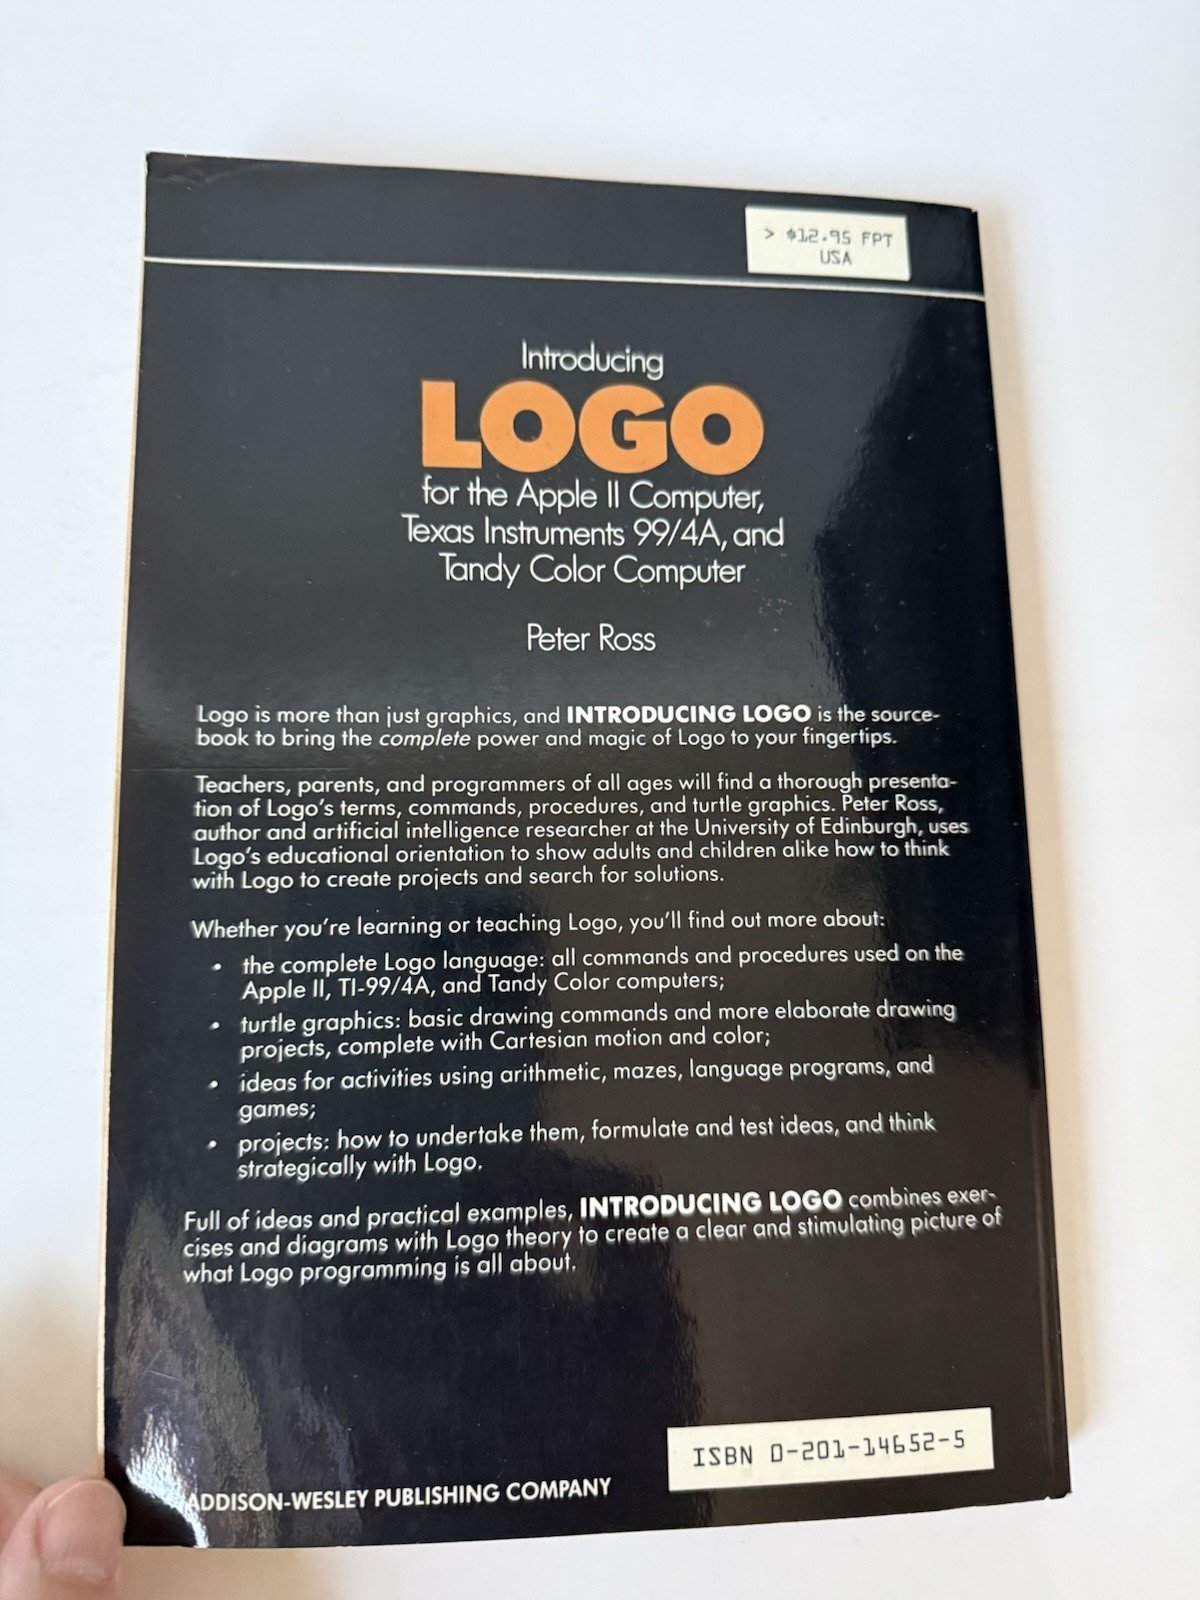 > $12.95 FPT
USA
Introducing
LOGO
for the Apple II Computer,
Texas Instruments 99/4A, and
Tandy Color Computer
Peter Ross
Logo is more than just graphics, and INTRODUCING LOGO is the source-
book to bring the complete power and magic of Logo to your fingertips.
Teachers, parents, and programmers of all ages will find a thorough presenta-
tion of Logo's terms, commands, procedures, and turtle graphics. Peter Ross,
author and artificial intelligence researcher at the University of Edinburgh, uses
Logo's educational orientation to show adults and children alike how to think
with Logo to create projects and search for solutions.
Whether you're learning or teaching Logo, you'll find out more about:
• the complete Logo language: all commands and procedures used on the
Apple II, TI-99/4A, and Tandy Color computers;
• turtle graphics: basic drawing commands and more elaborate drawing
projects, complete with Cartesian motion and color;
• ideas for activities using arithmetic, mazes, language programs, and
games;
• projects: how to undertake them, formulate and test ideas, and think
strategically with Logo.
Full of ideas and practical examples, INTRODUCING LOGO combines exer-
cises and diagrams with Logo theory to create a clear and stimulating picture of
what Logo programming is all about.
ISBN 0-201-14652-5
ADDISON-WESLEY PUBLISHING COMPANY